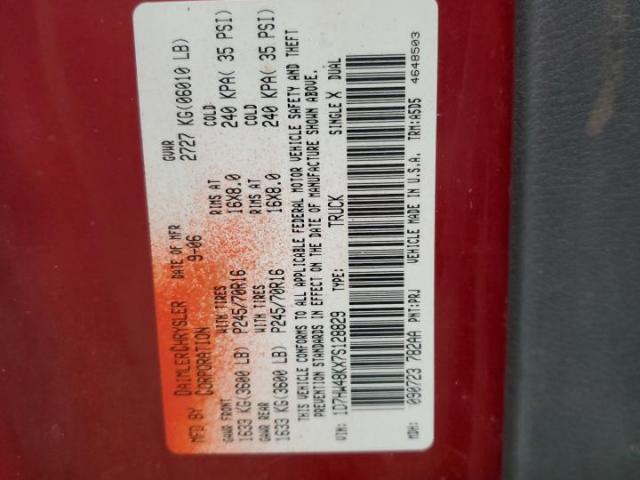 MFD BY DAIMLERCHRYSLER CORPORATION DATE OF MFR 9-06 GVWR 2727 KG(06010 LB)
GAWR FRONT WITH TIRES RIMS AT COLD
1633 KG(3600 LB) P245/70R16 16X8.0 240 KPA( 35 PSI)
GAWR REAR WITH TIRES RIMS AT COLD
1633 KG(3600 LB) P245/70R16 16X8.0 240 KPA( 35 PSI)
THIS VEHICLE CONFORMS TO ALL APPLICABLE FEDERAL MOTOR VEHICLE SAFETY AND THEFT
PREVENTION STANDARDS IN EFFECT ON THE DATE OF MANUFACTURE SHOWN ABOVE.
VIN: 1D7HW48KX7S128829 TYPE: TRUCK SINGLE X DUAL
MDH: 090723 782AA PNT:PRJ VEHICLE MADE IN U.S.A. TRM:A5D5 4648503